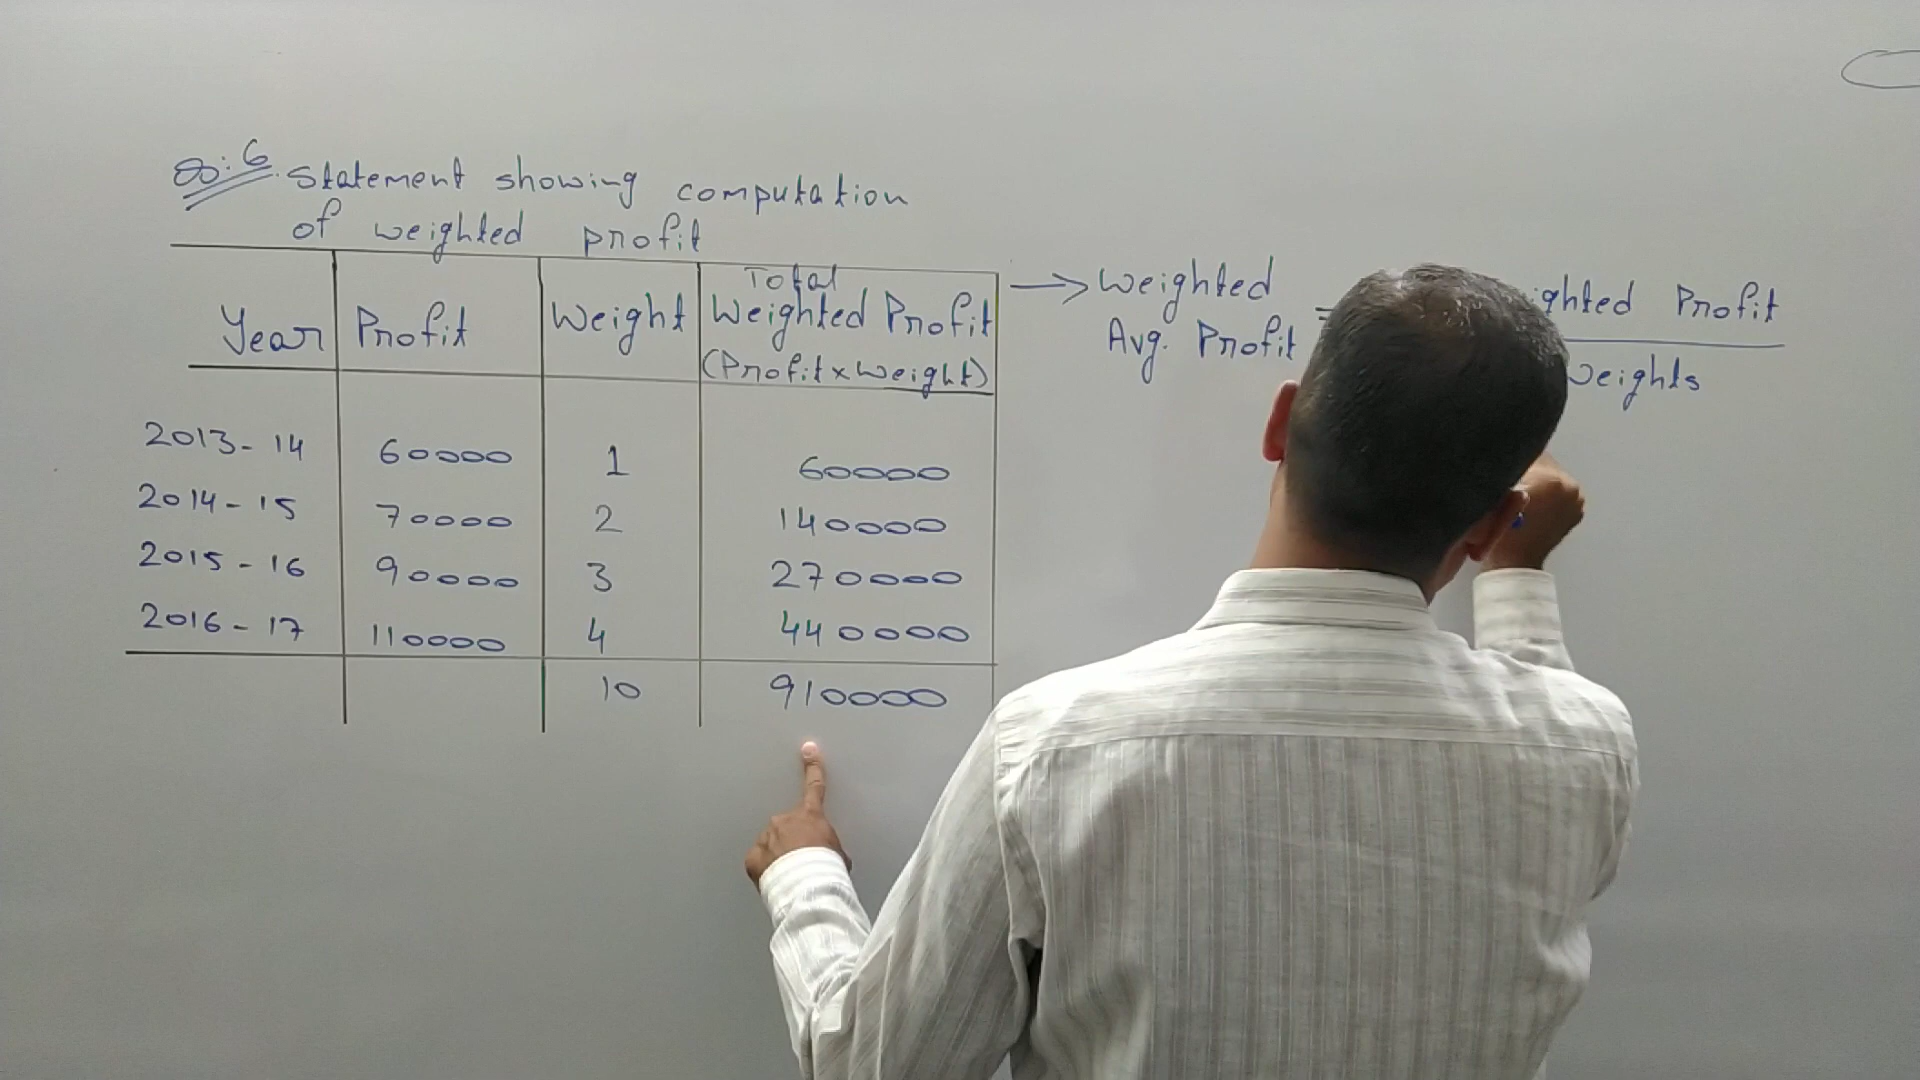 Q:6. Statement showing computation
of weighted profit
Year Profit Weight Total Weighted Profit (Profit x Weight)
2013-14 60000 1 60000
2014-15 70000 2 140000
2015-16 90000 3 270000
2016-17 110000 4 440000
10 910000
→ Weighted
Avg. Profit =
Profit